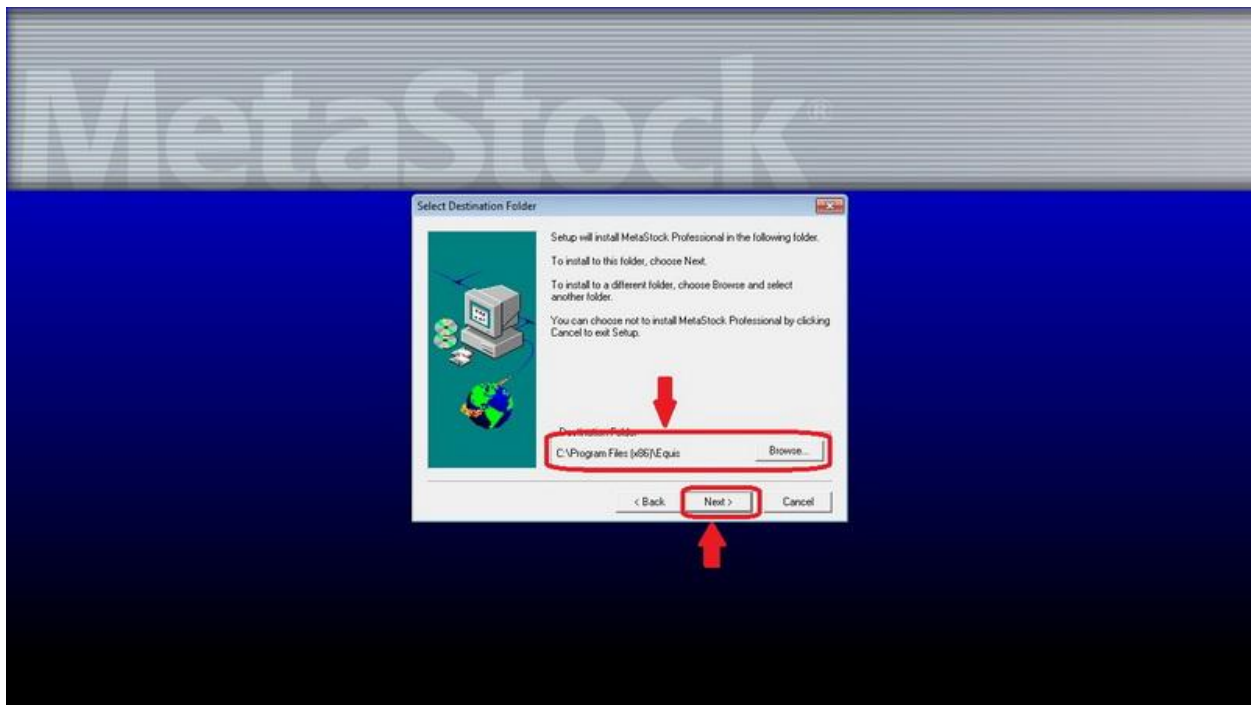 MetaStock®
Select Destination Folder
Setup will install MetaStock Professional in the following folder.
To install to this folder, choose Next.
To install to a different folder, choose Browse and select
another folder.
You can choose not to install MetaStock Professional by clicking
Cancel to exit Setup.
Destination Folder
C:\Program Files (x86)\Equis Browse...
< Back Next > Cancel